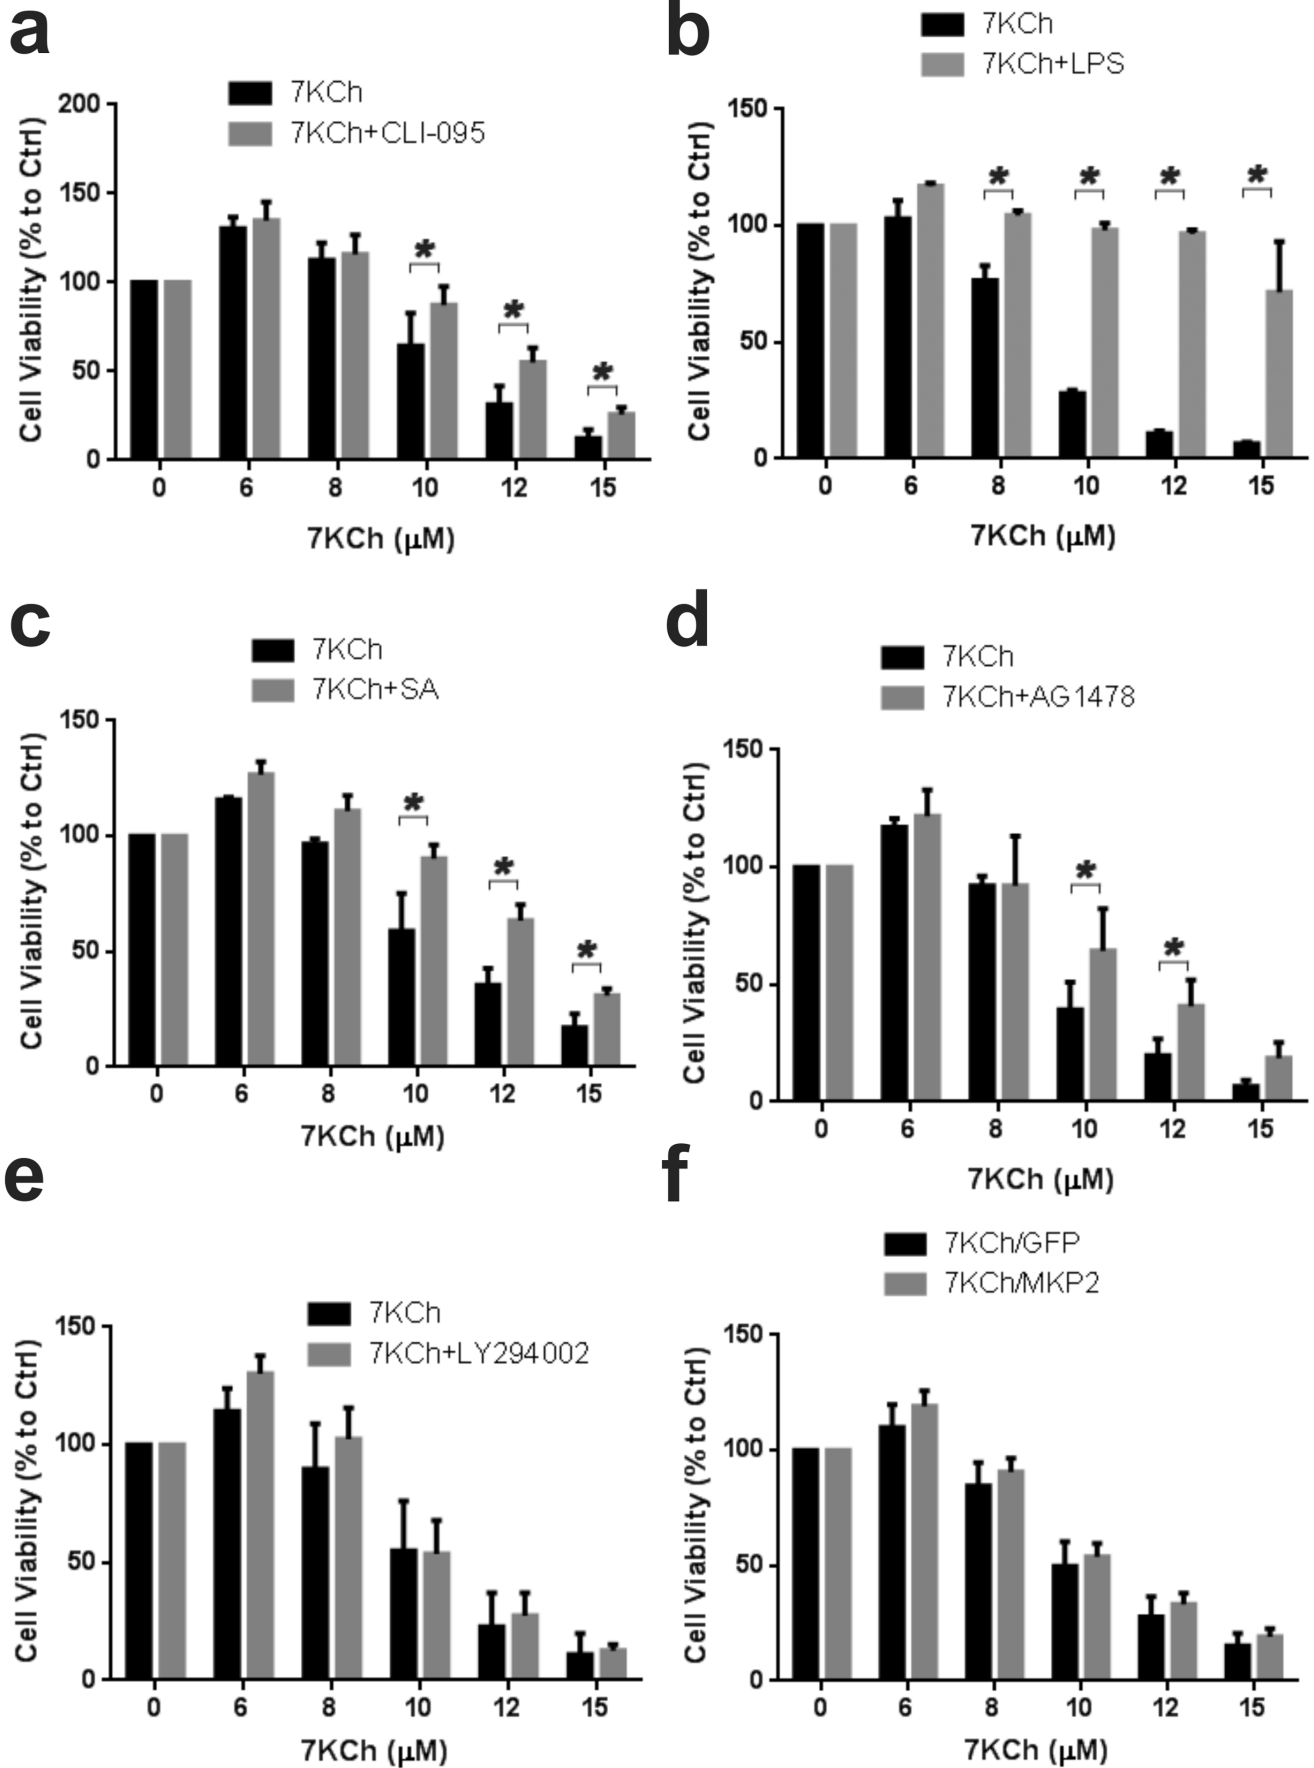 a
7KCh
7KCh+CLI-095
200
150
100
50
0
Cell Viability (% to Ctrl)
*
*
*
0 6 8 10 12 15
7KCh (µM)
b
7KCh
7KCh+LPS
150
100
50
0
Cell Viability (% to Ctrl)
* * * *
0 6 8 10 12 15
7KCh (µM)
c
7KCh
7KCh+SA
150
100
50
0
Cell Viability (% to Ctrl)
*
*
*
0 6 8 10 12 15
7KCh (µM)
d
7KCh
7KCh+AG1478
150
100
50
0
Cell Viability (% to Ctrl)
*
*
0 6 8 10 12 15
7KCh (µM)
e
7KCh
7KCh+LY294002
150
100
50
0
Cell Viability (% to Ctrl)
0 6 8 10 12 15
7KCh (µM)
f
7KCh/GFP
7KCh/MKP2
150
100
50
0
Cell Viability (% to Ctrl)
0 6 8 10 12 15
7KCh (µM)